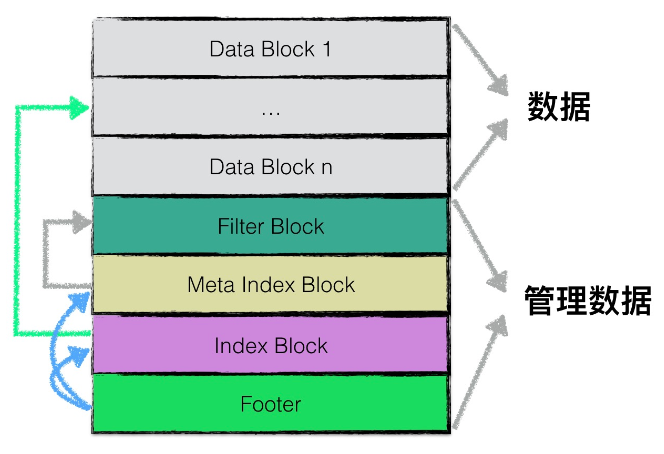 Data Block 1
...
数据
Data Block n
Filter Block
Meta Index Block
管理数据
Index Block
Footer